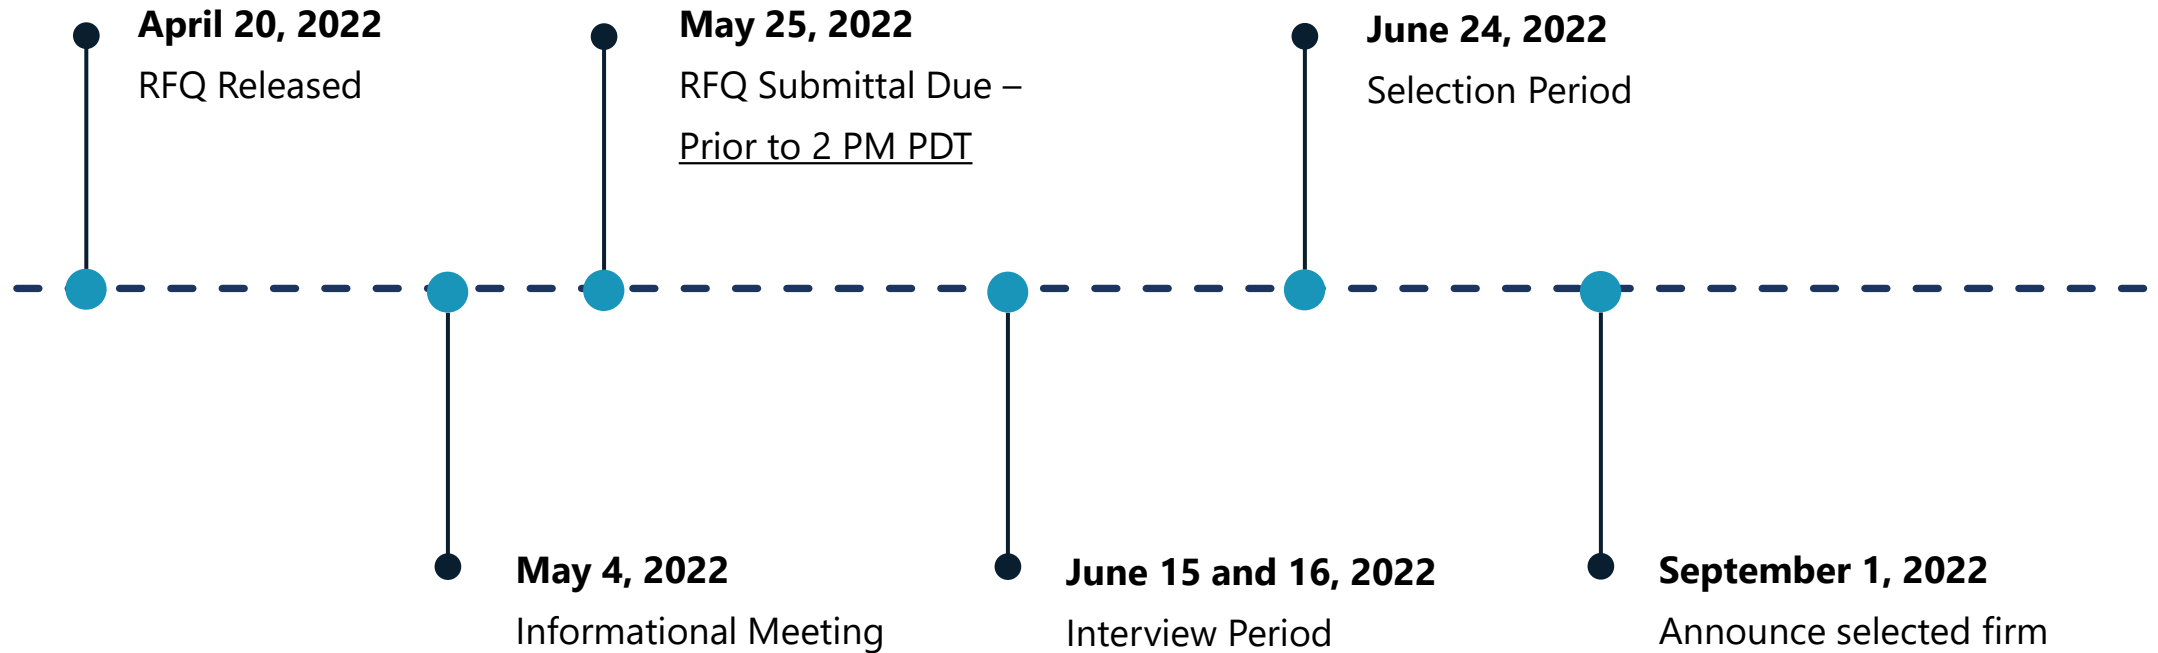 April 20, 2022
RFQ Released
May 4, 2022
Informational Meeting
May 25, 2022
RFQ Submittal Due –
Prior to 2 PM PDT
June 15 and 16, 2022
Interview Period
June 24, 2022
Selection Period
September 1, 2022
Announce selected firm